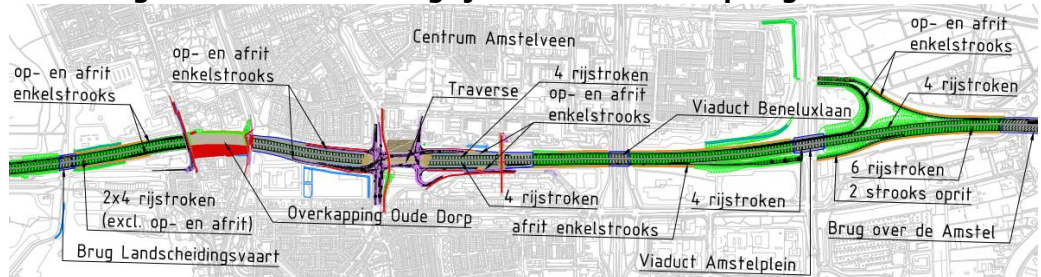 op- en afrit
enkelstrooks
op- en afrit
enkelstrooks
Centrum Amstelveen
Traverse
4 rijstroken
op- en afrit
enkelstrooks
Viaduct Beneluxlaan
op- en afrit
enkelstrooks
4 rijstroken
2x4 rijstroken
(excl. op- en afrit)
Brug Landscheidingsvaart
Overkapping Oude Dorp
4 rijstroken
afrit enkelstrooks
4 rijstroken
Viaduct Amstelplein
6 rijstroken
2 strooks oprit
Brug over de Amstel